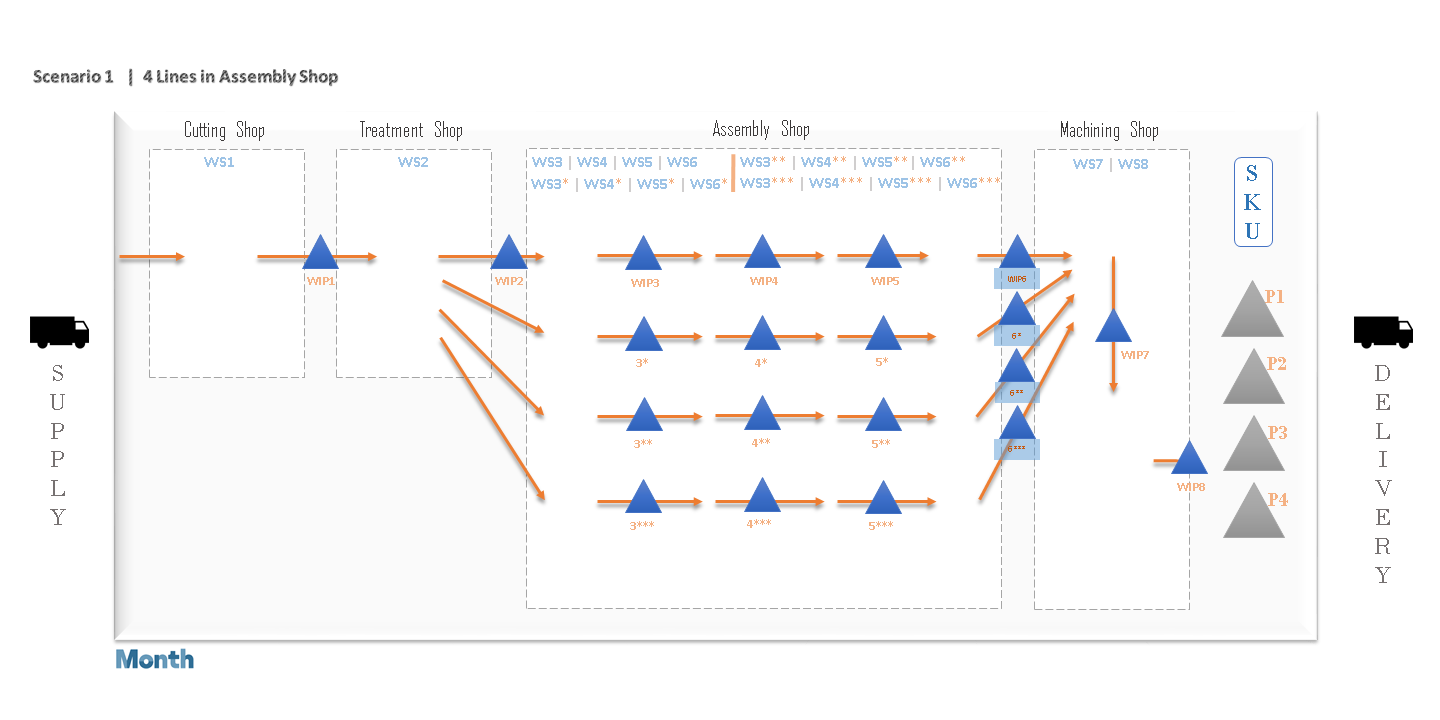 Scenario 1 | 4 Lines in Assembly Shop
Cutting Shop
Treatment Shop
Assembly Shop
Machining Shop
WS1
WS2
WS3 | WS4 | WS5 | WS6
WS3* | WS4* | WS5* | WS6*
WS3** | WS4** | WS5** | WS6**
WS3*** | WS4*** | WS5*** | WS6***
WS7 | WS8
SKU
WIP1
WIP2
WIP3
WIP4
WIP5
WIP6
3*
4*
5*
6*
3**
4**
5**
6**
3***
4***
5***
6***
WIP7
WIP8
P1
P2
P3
P4
SUPPLY
DELIVERY
Month